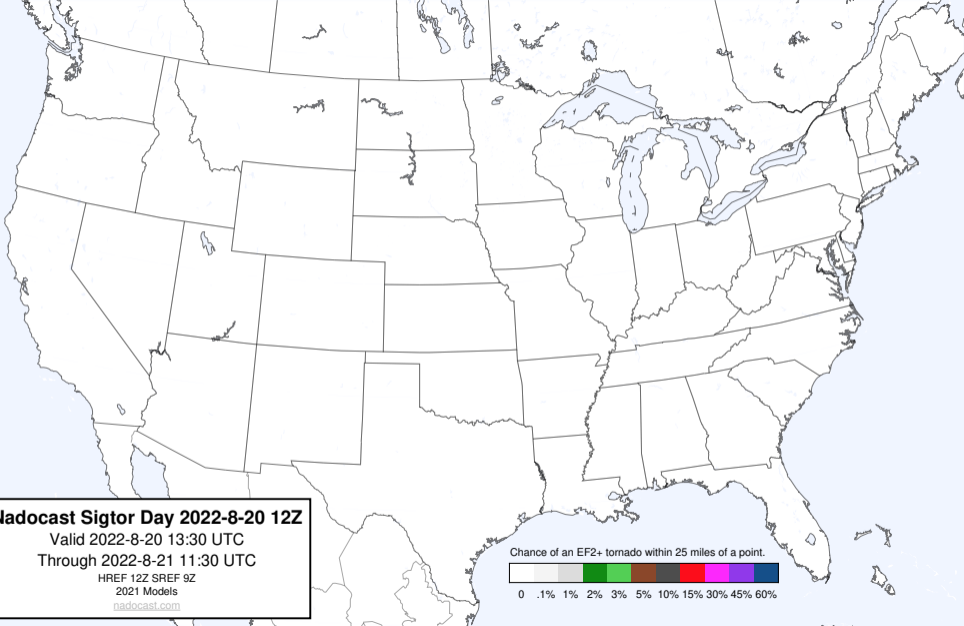 Nadocast Sigtor Day 2022-8-20 12Z
Valid 2022-8-20 13:30 UTC
Through 2022-8-21 11:30 UTC
HREF 12Z SREF 9Z
2021 Models
nadocast.com
Chance of an EF2+ tornado within 25 miles of a point.
0 .1% 1% 2% 3% 5% 10% 15% 30% 45% 60%